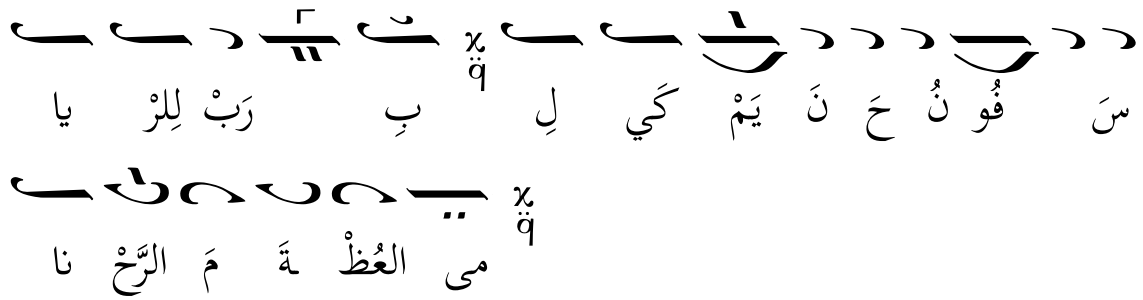 يا لِلرْ رَبْ بِ لِ كَي يَمْ نَ حَ نُ فُو سَ
نا الرَّحْ مَ ةَ العُظْ مى